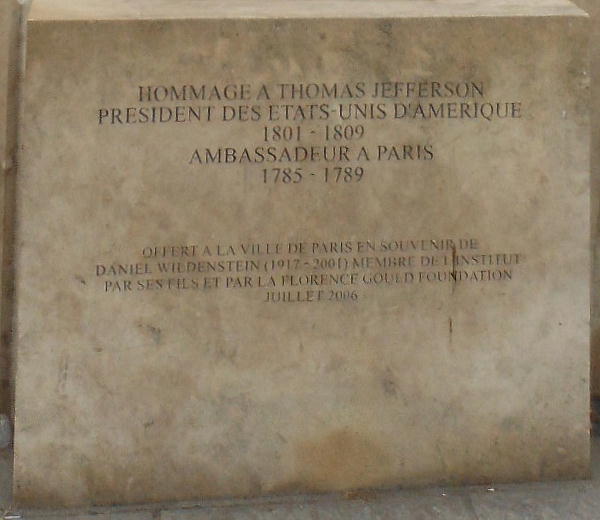 HOMMAGE A THOMAS JEFFERSON
PRESIDENT DES ETATS-UNIS D'AMERIQUE
1801 - 1809
AMBASSADEUR A PARIS
1785 - 1789
OFFERT A LA VILLE DE PARIS EN SOUVENIR DE
DANIEL WILDENSTEIN (1917 - 2001) MEMBRE DE L'INSTITUT
PAR SES FILS ET PAR LA FLORENCE GOULD FOUNDATION
JUILLET 2006